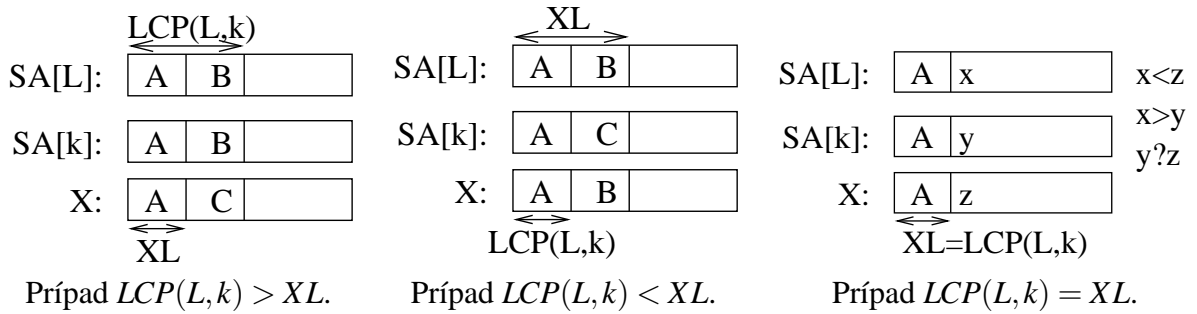 LCP(L,k)
SA[L]: A B
SA[k]: A B
X: A C
XL
Prípad LCP(L,k) > XL.
XL
SA[L]: A B
SA[k]: A C
X: A B
LCP(L,k)
Prípad LCP(L,k) < XL.
SA[L]: A x x<z
SA[k]: A y x>y
y?z
X: A z
XL=LCP(L,k)
Prípad LCP(L,k) = XL.